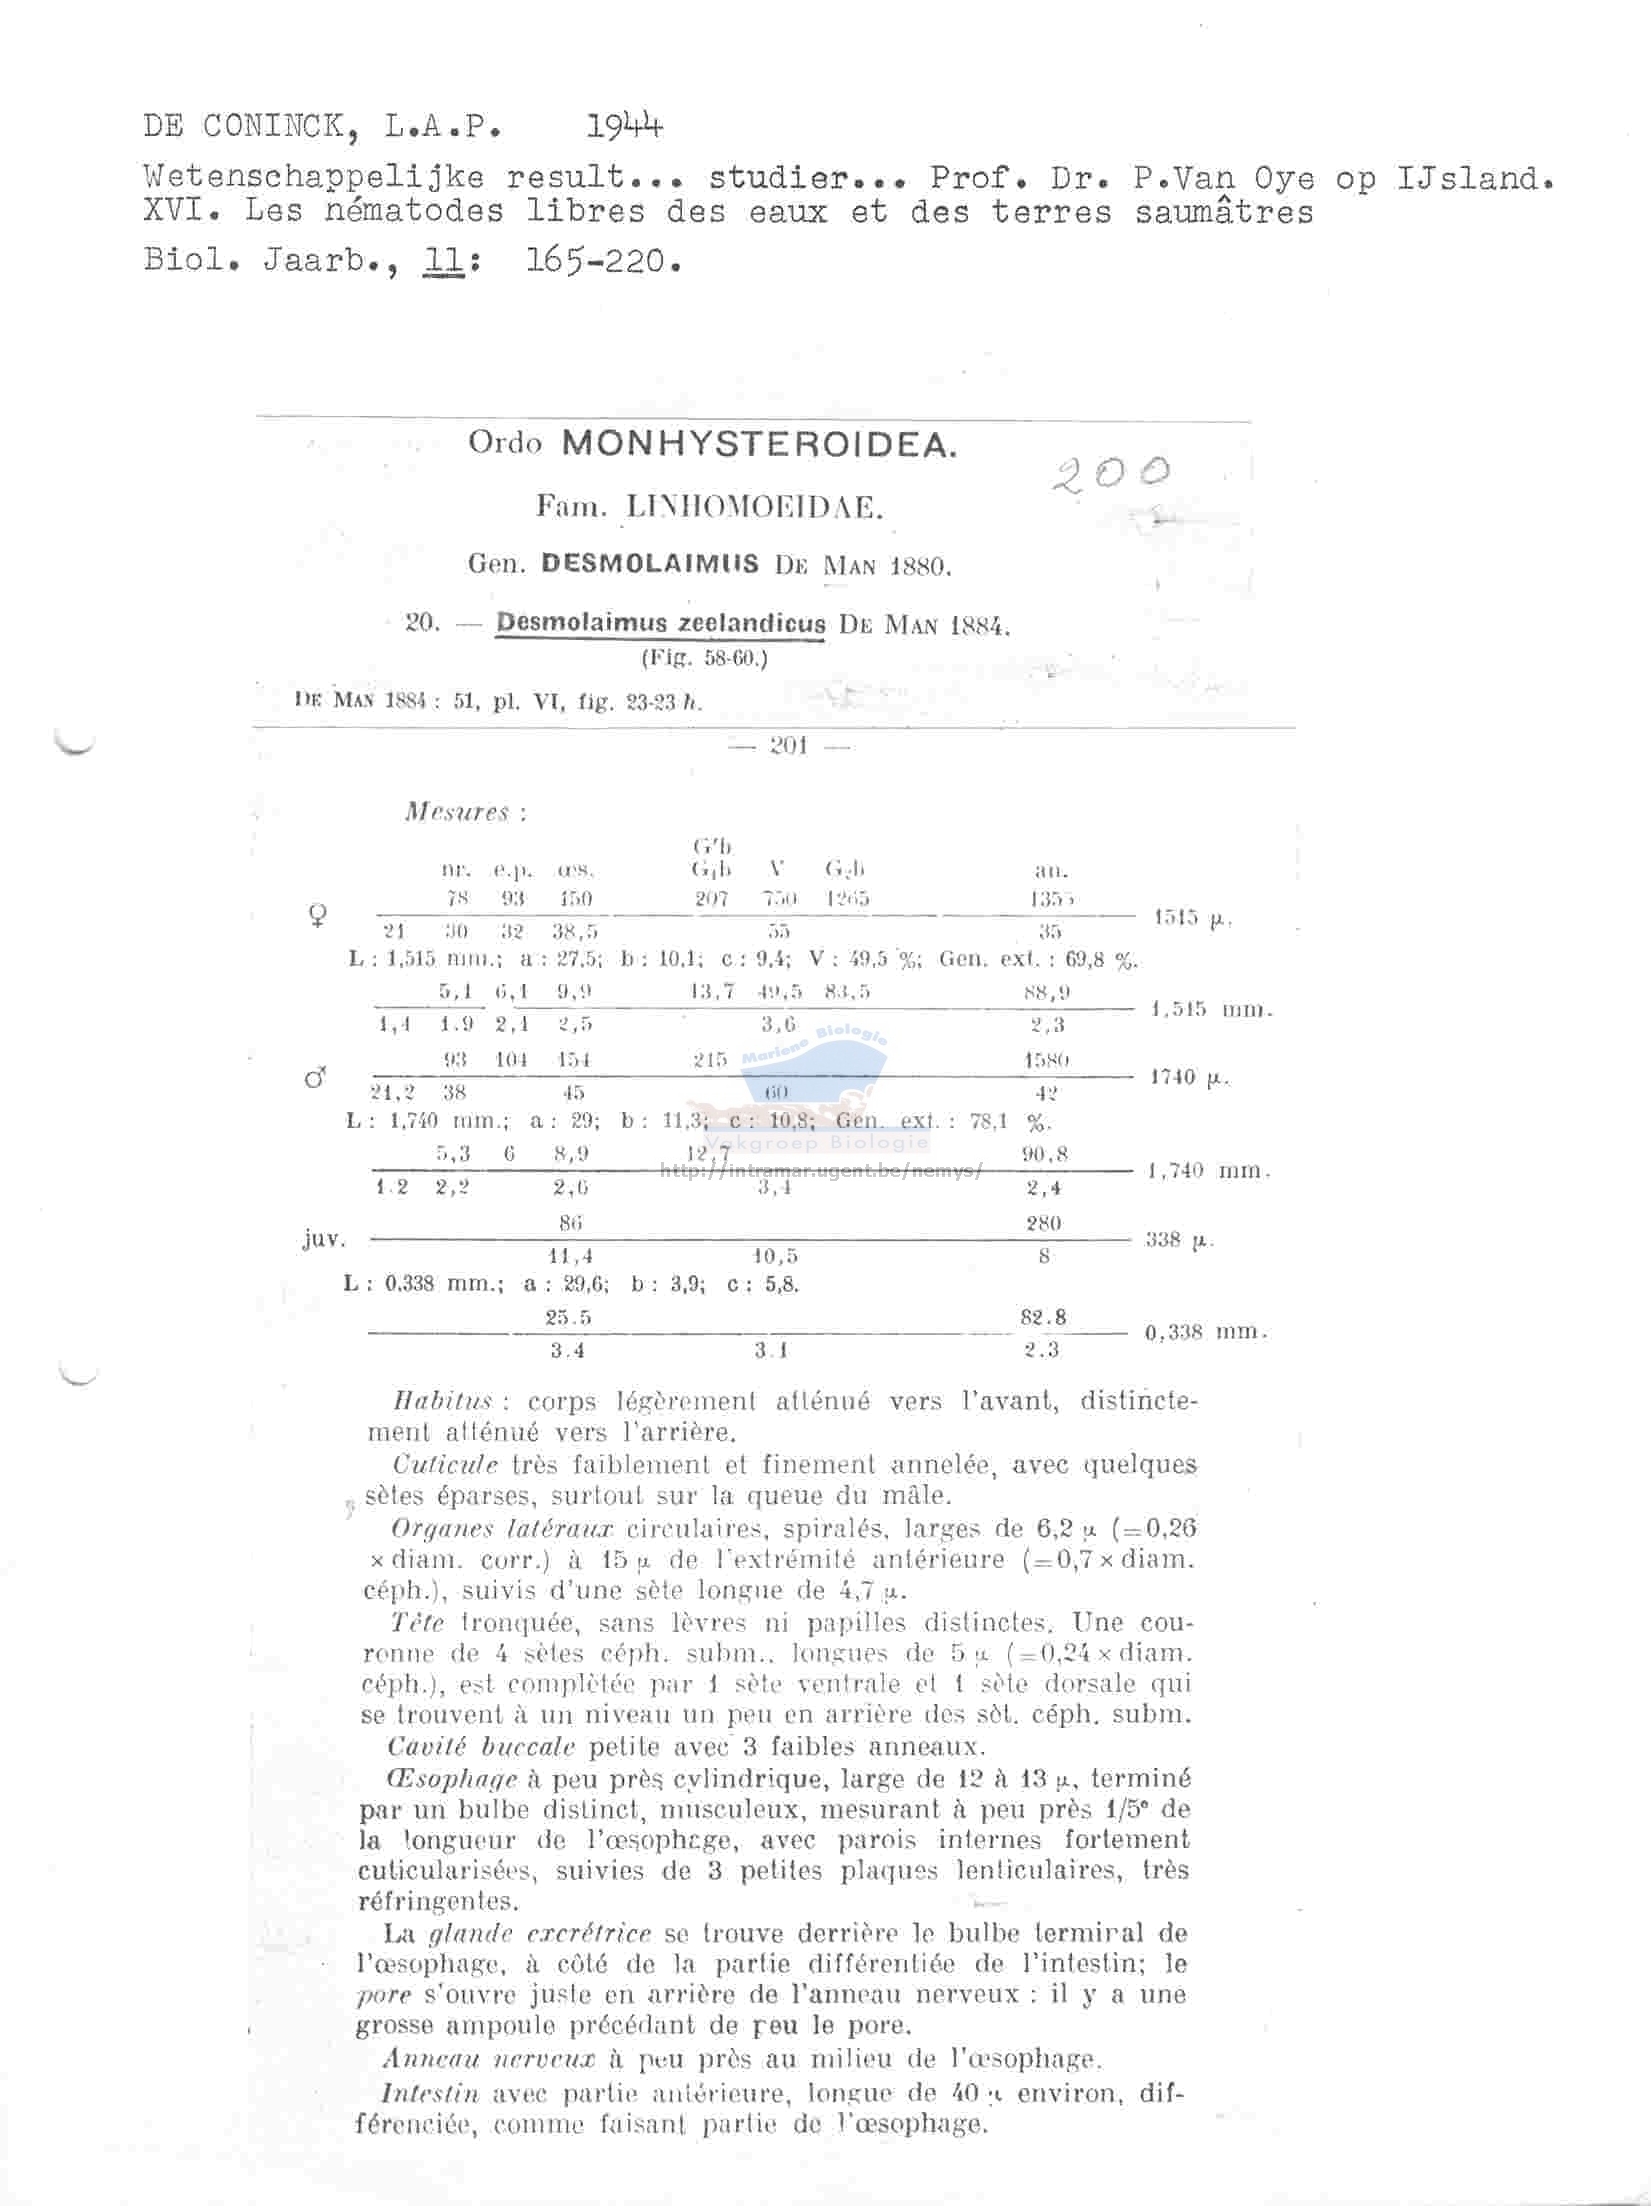 DE CONINCK, L.A.P. 1944
Wetenschappelijke result... studier... Prof. Dr. P.Van Oye op IJsland.
XVI. Les nématodes libres des eaux et des terres saumâtres
Biol. Jaarb., 11: 165-220.
Ordo MONHYSTEROIDEA.
200
Fam. LINHOMOEIDAE.
Gen. DESMOLAIMUS DE MAN 1880.
20. — Desmolaimus zeelandicus DE MAN 1884.
(Fig. 58-60.)
DE MAN 1884 : 51, pl. VI, fig. 23-23 h.
— 201 —
Mesures :
G'b
nr. e.p. œs. G₁b V G₂b an.
78 93 150 207 750 1265 1355
♀ 1515 µ.
21 30 32 38,5 55 35
L : 1,515 mm.; a : 27,5; b : 10,1; c : 9,4; V : 49,5 %; Gen. ext. : 69,8 %.
5,1 6,1 9,9 13,7 49,5 83,5 88,9
1,515 mm.
1,4 1.9 2,1 2,5 3,6 2,3
93 104 154 215 1580
♂ 1740 µ.
21,2 38 45 60 42
L : 1,740 mm.; a : 29; b : 11,3; c : 10,8; Gen. ext. : 78,1 %.
5,3 6 8,9 12,7 90,8
1,740 mm.
1.2 2,2 2,6 3,4 2,4
86 280
juv. 338 µ.
11,4 10,5 8
L : 0,338 mm.; a : 29,6; b : 3,9; c : 5,8.
25.5 82.8
0,338 mm.
3.4 3.1 2.3
Mariene Biologie
Vakgroep Biologie
http://intramar.ugent.be/nemys/
Habitus : corps légèrement atténué vers l'avant, distincte-
ment atténué vers l'arrière.
Cuticule très faiblement et finement annelée, avec quelques
sètes éparses, surtout sur la queue du mâle.
Organes latéraux circulaires, spiralés, larges de 6,2 µ (=0,26
× diam. corr.) à 15 µ de l'extrémité antérieure (=0,7 × diam.
céph.), suivis d'une sète longue de 4,7 µ.
Tête tronquée, sans lèvres ni papilles distinctes. Une cou-
ronne de 4 sètes céph. subm., longues de 5 µ (=0,24 × diam.
céph.), est complètée par 1 sète ventrale et 1 sète dorsale qui
se trouvent à un niveau un peu en arrière des sèt. céph. subm.
Cavité buccale petite avec 3 faibles anneaux.
Œsophage à peu près cylindrique, large de 12 à 13 µ, terminé
par un bulbe distinct, musculeux, mesurant à peu près 1/5e de
la longueur de l'œsophage, avec parois internes fortement
cuticularisées, suivies de 3 petites plaques lenticulaires, très
réfringentes.
La glande excrétrice se trouve derrière le bulbe terminal de
l'œsophage, à côté de la partie différentiée de l'intestin; le
pore s'ouvre juste en arrière de l'anneau nerveux : il y a une
grosse ampoule précédant de peu le pore.
Anneau nerveux à peu près au milieu de l'œsophage.
Intestin avec partie antérieure, longue de 40 µ environ, dif-
férenciée, comme faisant partie de l'œsophage.